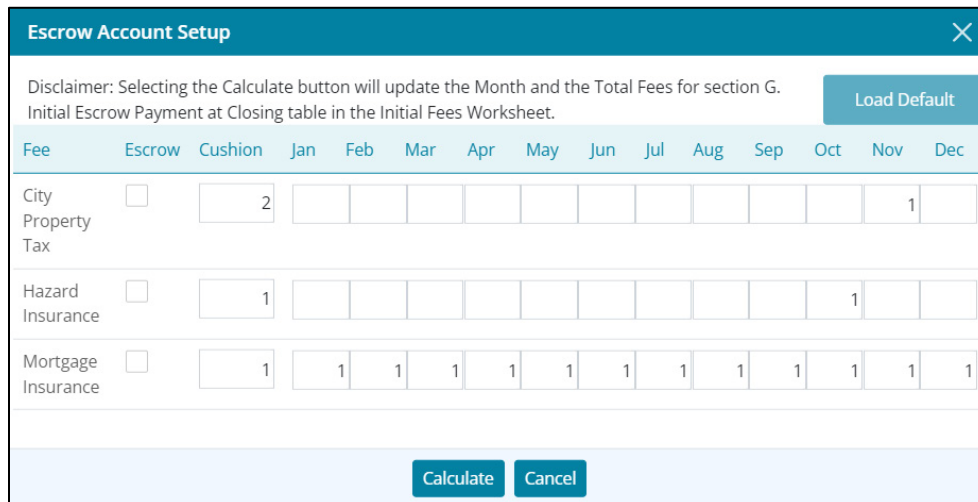 Escrow Account Setup
Disclaimer: Selecting the Calculate button will update the Month and the Total Fees for section G.
Initial Escrow Payment at Closing table in the Initial Fees Worksheet.
Load Default
Fee Escrow Cushion Jan Feb Mar Apr May Jun Jul Aug Sep Oct Nov Dec
City
Property
Tax
2 1
Hazard
Insurance
1 1
Mortgage
Insurance
1 1 1 1 1 1 1 1 1 1 1 1 1
Calculate Cancel